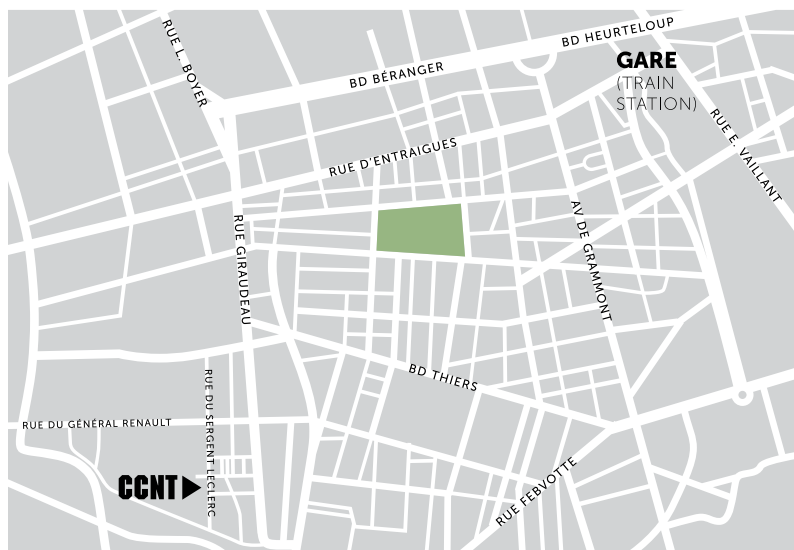 RUE L. BOYER
BD HEURTELOUP
BD BÉRANGER
GARE
(TRAIN
STATION)
RUE E. VAILLANT
RUE D'ENTRAIGUES
AV DE GRAMMONT
RUE GIRAUDEAU
BD THIERS
RUE DU SERGENT LECLERC
RUE DU GÉNÉRAL RENAULT
CCNT
RUE FEBVOTTE